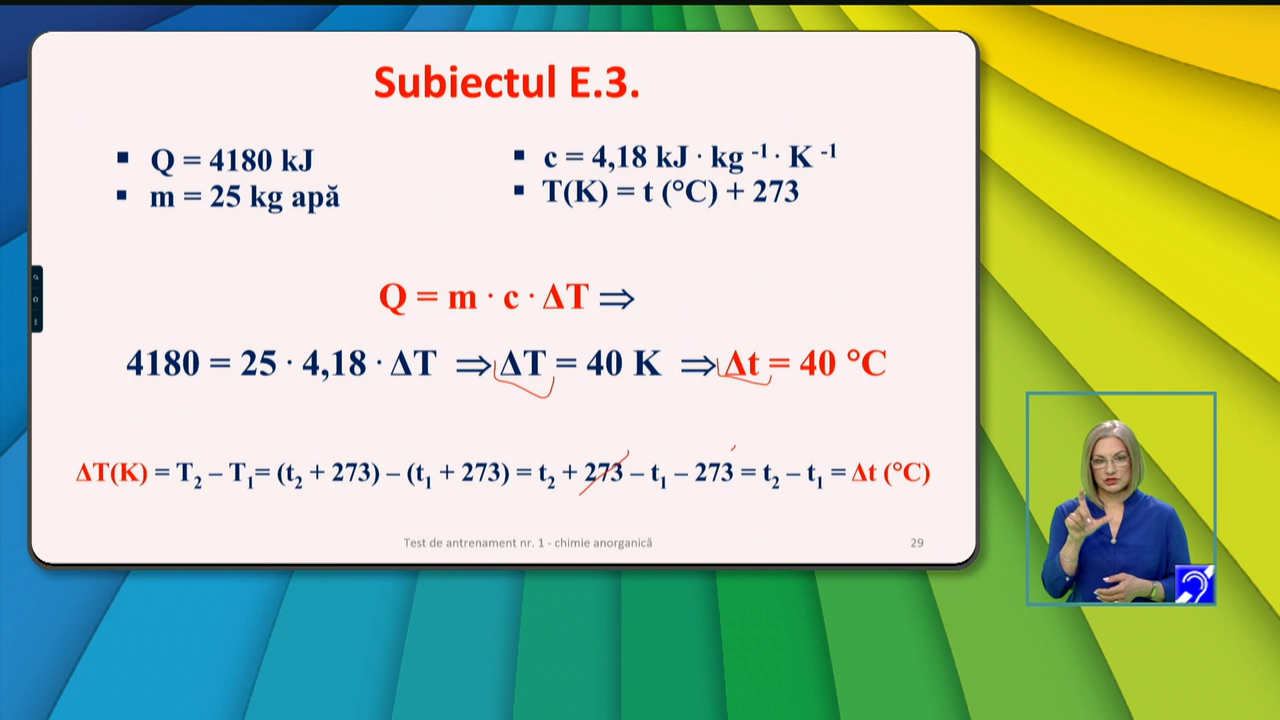 Subiectul E.3.
▪ Q = 4180 kJ
▪ m = 25 kg apă
▪ c = 4,18 kJ · kg ⁻¹ · K ⁻¹
▪ T(K) = t (°C) + 273
Q = m · c · ΔT ⇒
4180 = 25 · 4,18 · ΔT ⇒ ΔT = 40 K ⇒ Δt = 40 °C
ΔT(K) = T₂ – T₁= (t₂ + 273) – (t₁ + 273) = t₂ + 273 – t₁ – 273 = t₂ – t₁ = Δt (°C)
Test de antrenament nr. 1 - chimie anorganică
29